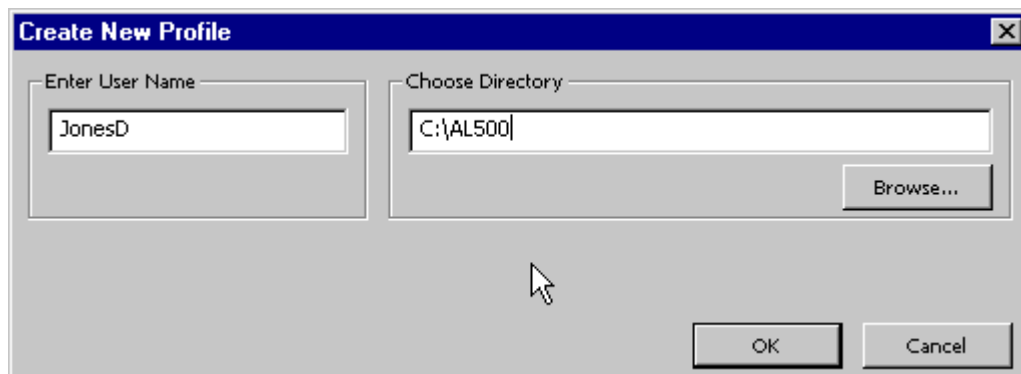 Create New Profile
Enter User Name
JonesD
Choose Directory
C:\AL500
Browse...
OK
Cancel